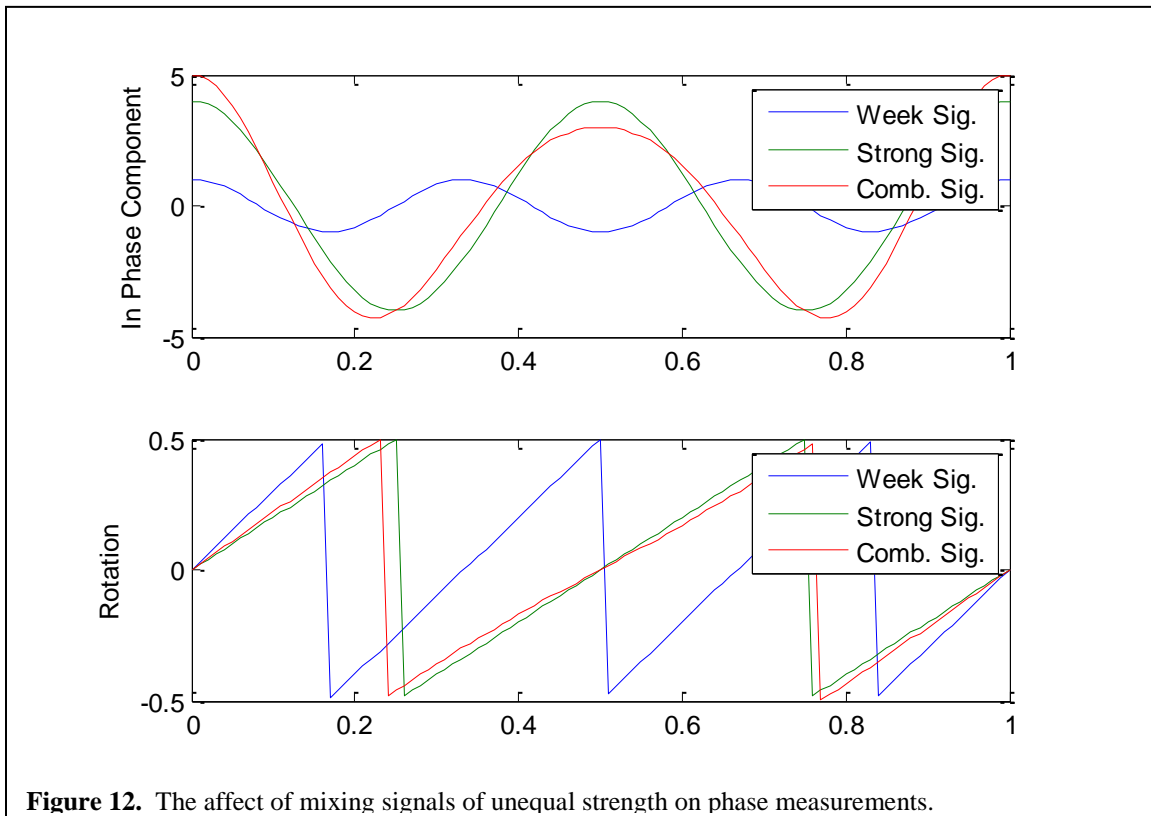 5
0
-5
In Phase Component
0
0.2
0.4
0.6
0.8
1
Week Sig.
Strong Sig.
Comb. Sig.
0.5
0
-0.5
Rotation
0
0.2
0.4
0.6
0.8
1
Week Sig.
Strong Sig.
Comb. Sig.
Figure 12. The affect of mixing signals of unequal strength on phase measurements.